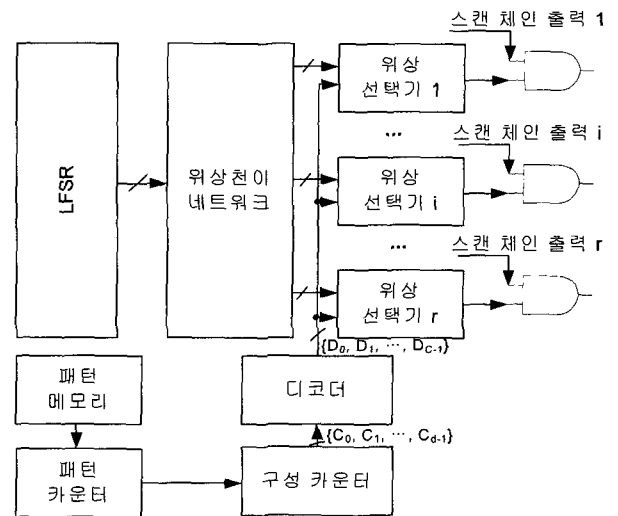 스캔 체인 출력 1
LFSR
위상천이
네트워크
위상
선택기 1
...
스캔 체인 출력 i
위상
선택기 i
...
스캔 체인 출력 r
위상
선택기 r
{D0, D1, ..., DC-1}
패턴
메모리
디코더
{C0, C1, ..., Cd-1}
패턴
카운터
구성 카운터